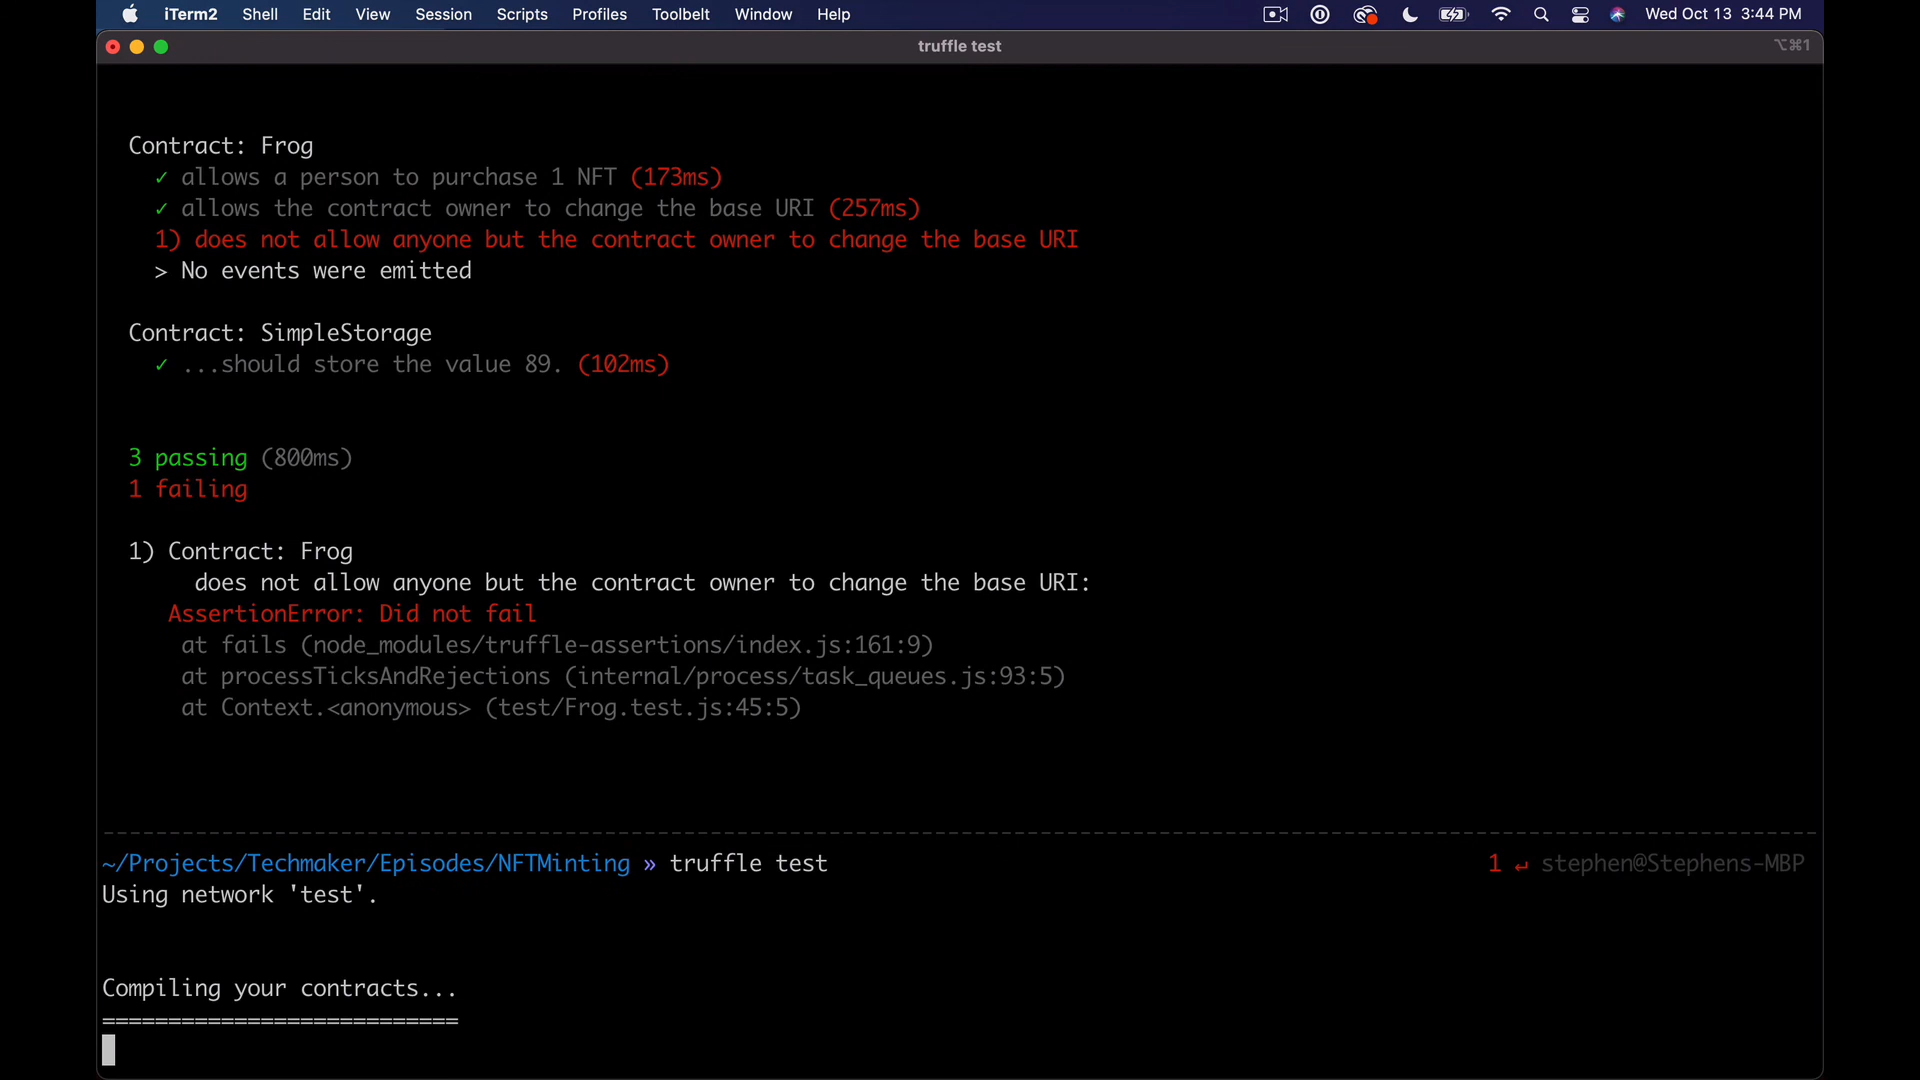 iTerm2 Shell Edit View Session Scripts Profiles Toolbelt Window Help Wed Oct 13 3:44 PM
truffle test ⌥⌘1
Contract: Frog
✓ allows a person to purchase 1 NFT (173ms)
✓ allows the contract owner to change the base URI (257ms)
1) does not allow anyone but the contract owner to change the base URI
> No events were emitted
Contract: SimpleStorage
✓ ...should store the value 89. (102ms)
3 passing (800ms)
1 failing
1) Contract: Frog
does not allow anyone but the contract owner to change the base URI:
AssertionError: Did not fail
at fails (node_modules/truffle-assertions/index.js:161:9)
at processTicksAndRejections (internal/process/task_queues.js:93:5)
at Context.<anonymous> (test/Frog.test.js:45:5)
~/Projects/Techmaker/Episodes/NFTMinting » truffle test 1 ↵ stephen@Stephens-MBP
Using network 'test'.
Compiling your contracts...
===========================